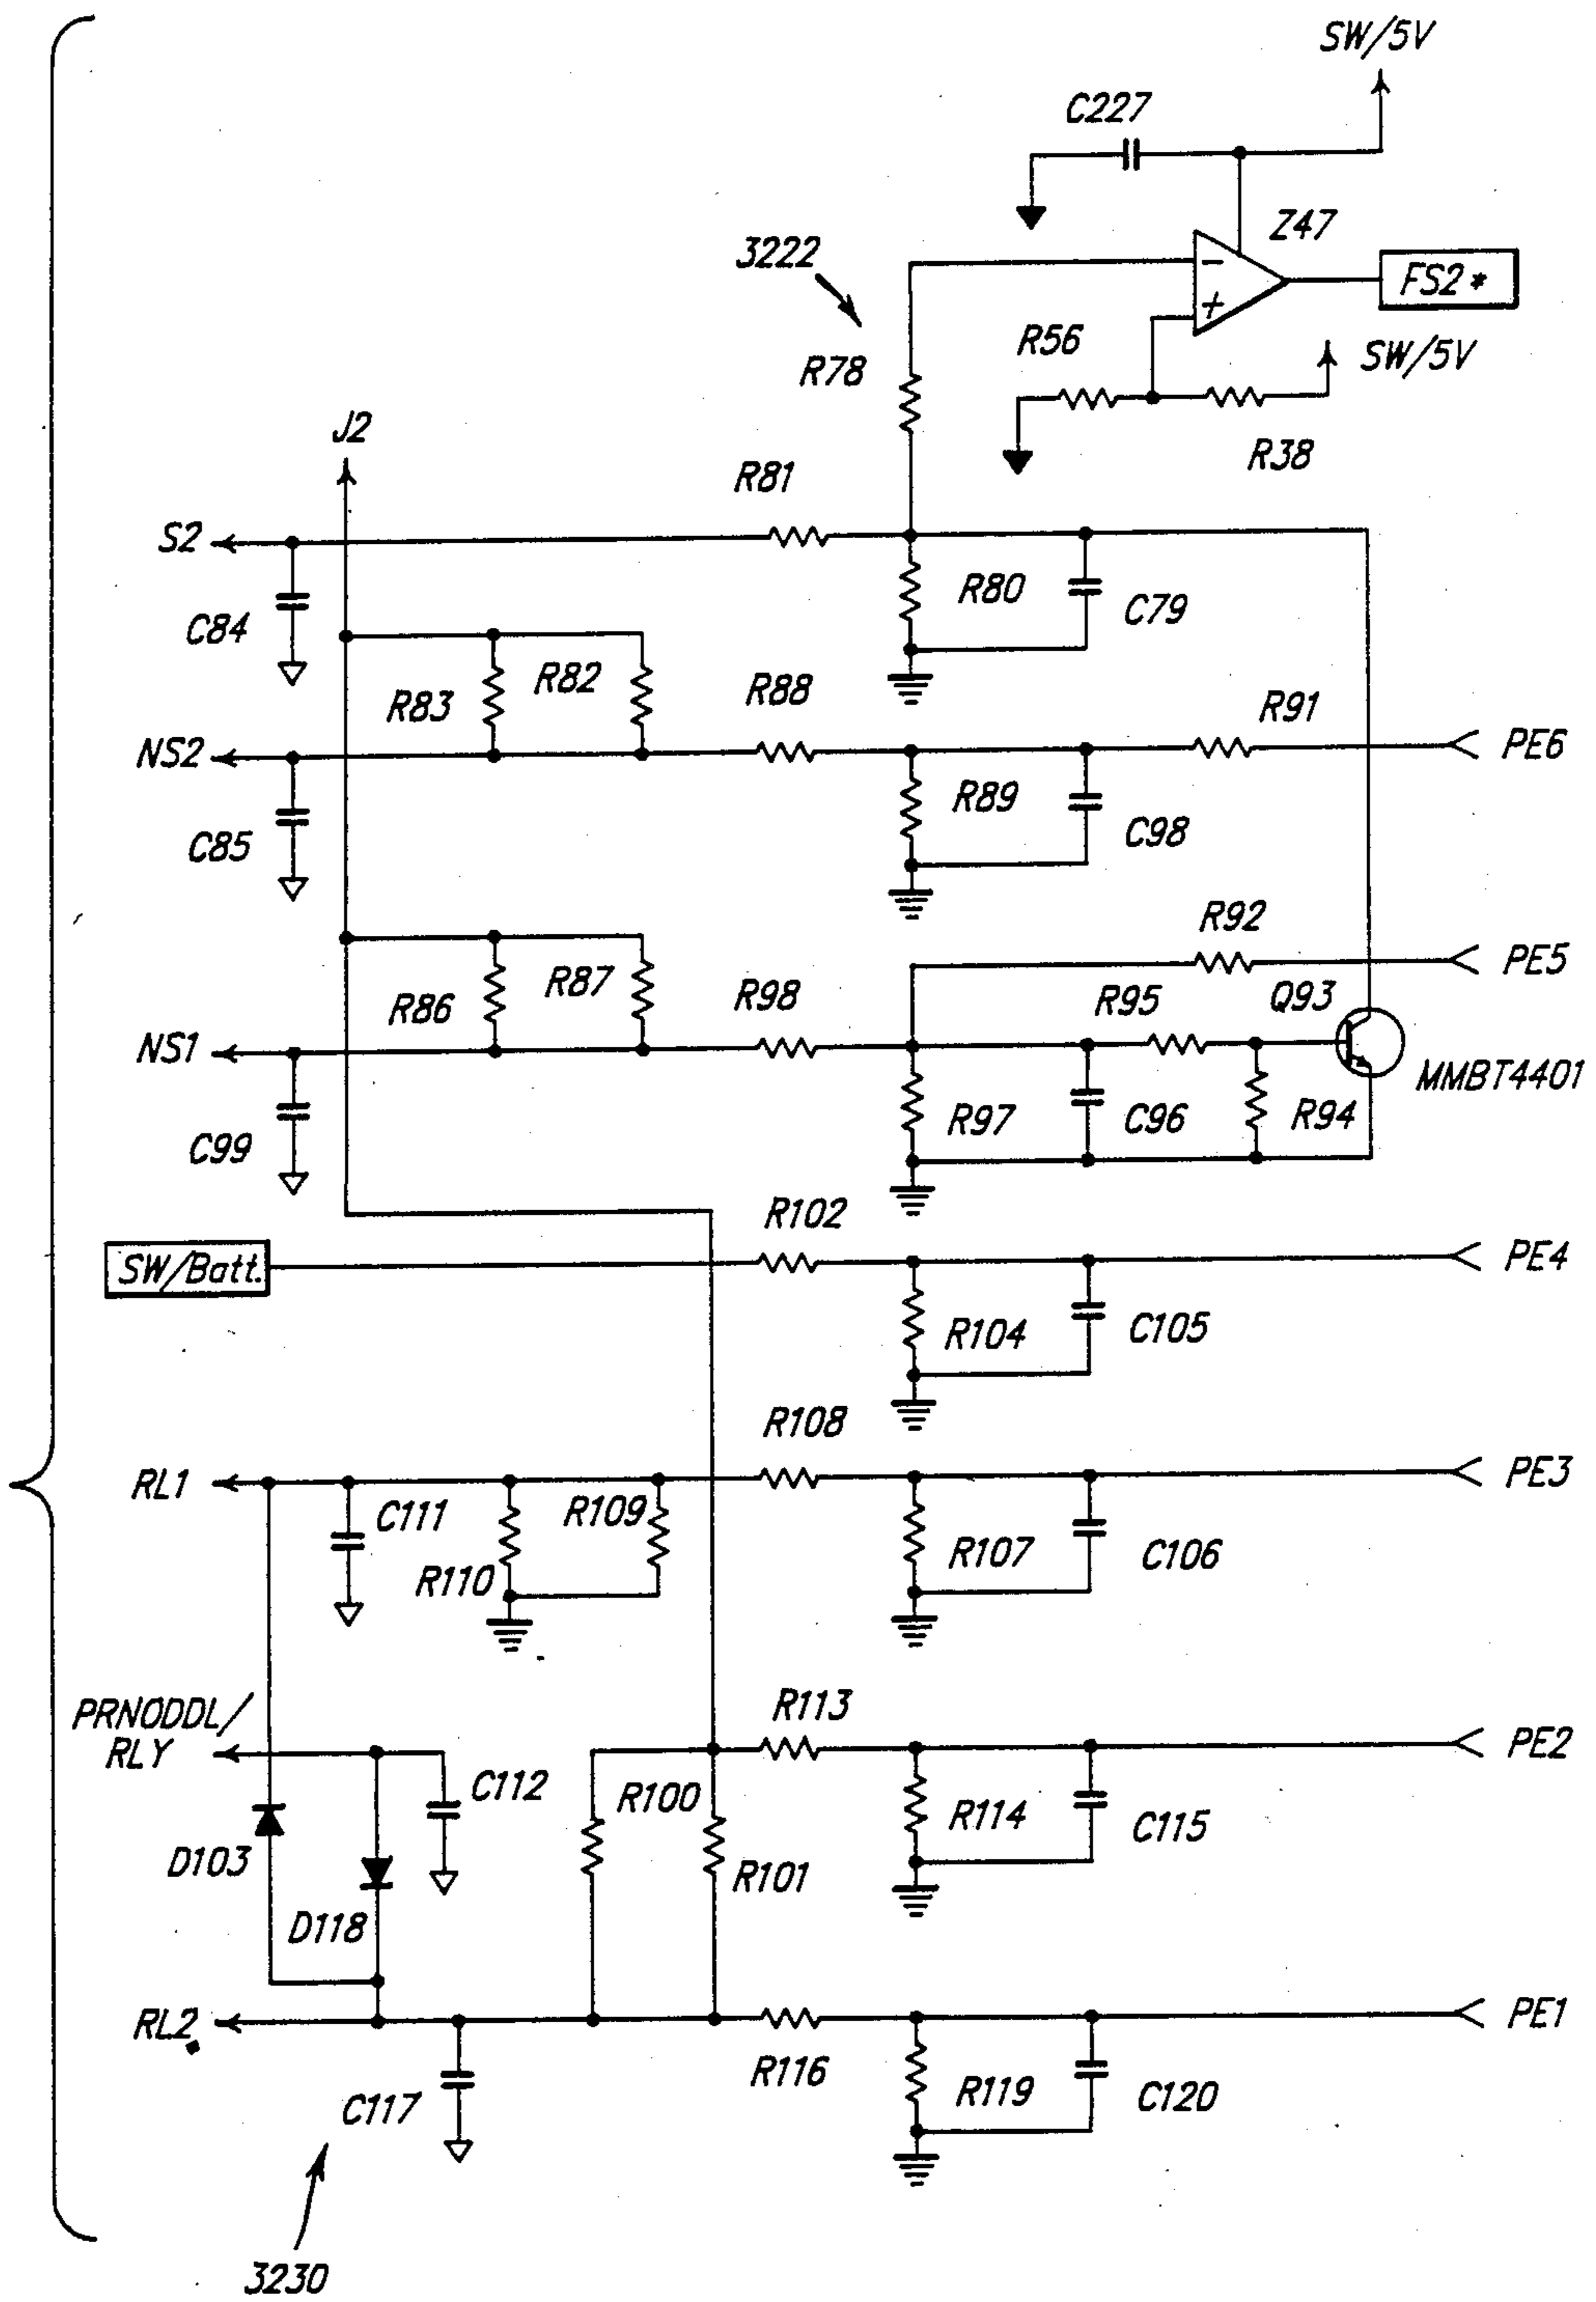 SW/5V
C227
Z47
3222
FS2 *
R56
SW/5V
R78
J2
R38
R81
S2
R80
C79
C84
R82
R83
R88
R91
NS2
PE6
R89
C98
C85
R92
PE5
R87
R86
R98
R95
Q93
NS1
MMBT4401
R97
C96
R94
C99
R102
SW/Batt.
PE4
R104
C105
R108
RL1
PE3
C111
R109
R107
C106
R110
PRNODDL/
RLY
R113
PE2
C112
R100
R114
C115
D103
R101
D118
RL2
PE1
R116
R119
C120
C117
3230